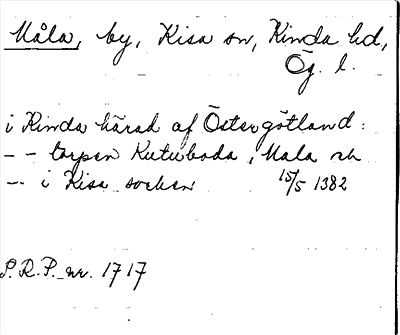 Måla, by, Kisa sn, Kinda hd,
Ög. l.
i Kinda härad af Östergötland:
- - torpen Kutuboda, Mala och
-- i Kisa socken 15/5 1382
S.R.P. nr. 1717